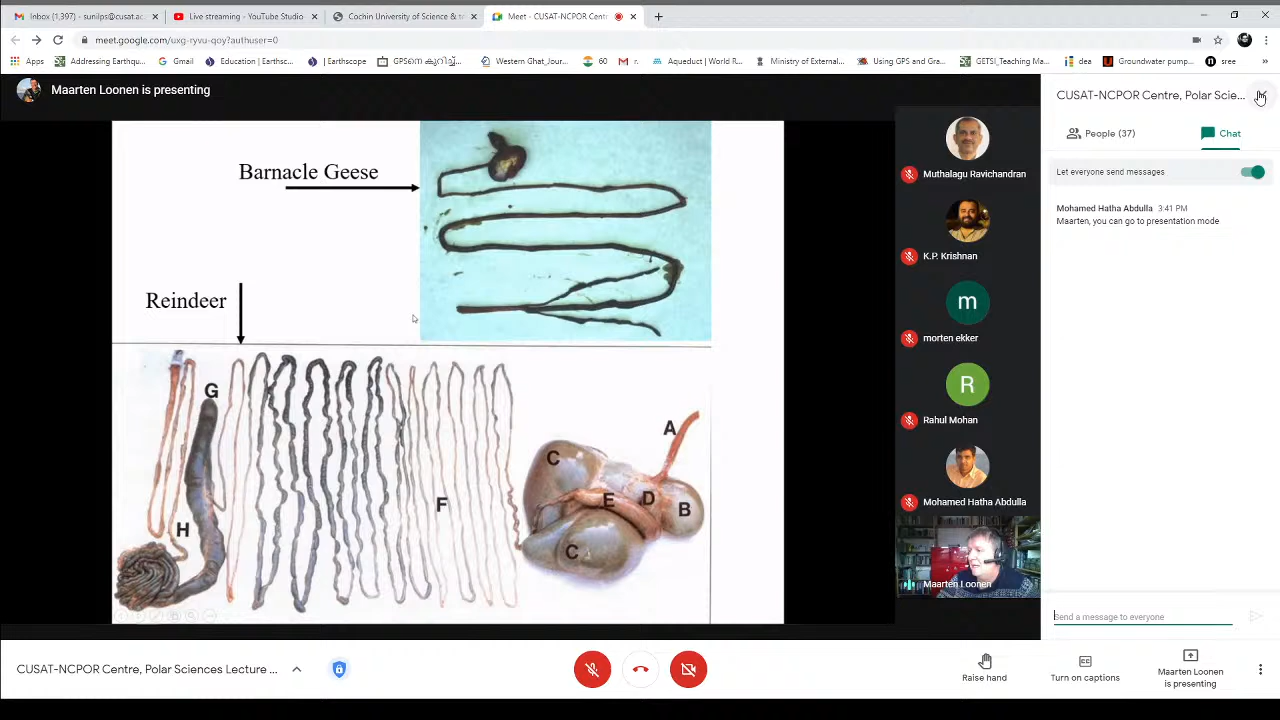 Inbox (1,397) - sunilps@cusat.ac.
Live streaming - YouTube Studio
Cochin University of Science & te
Meet - CUSAT-NCPOR Centr
meet.google.com/uxg-ryvu-qoy?authuser=0
Apps
Addressing Earthqu...
Gmail
Education | Earthsc...
| Earthscope
GPSനെ കുറിച്ച്...
Western Ghat_Jour...
60
r.
Aqueduct | World R...
Ministry of External...
Using GPS and Gra...
GETSI_Teaching Ma...
idea
Groundwater pump...
sree
»
Maarten Loonen is presenting
CUSAT-NCPOR Centre, Polar Scie...
People (37)
Chat
Let everyone send messages
Mohamed Hatha Abdulla 3:41 PM
Maarten, you can go to presentation mode
Barnacle Geese
Reindeer
G
H
F
A
B
C
D
E
C
Muthalagu Ravichandran
K.P. Krishnan
m
morten ekker
R
Rahul Mohan
Mohamed Hatha Abdulla
Maarten Loonen
Send a message to everyone
CUSAT-NCPOR Centre, Polar Sciences Lecture ...
Raise hand
Turn on captions
Maarten Loonen
is presenting